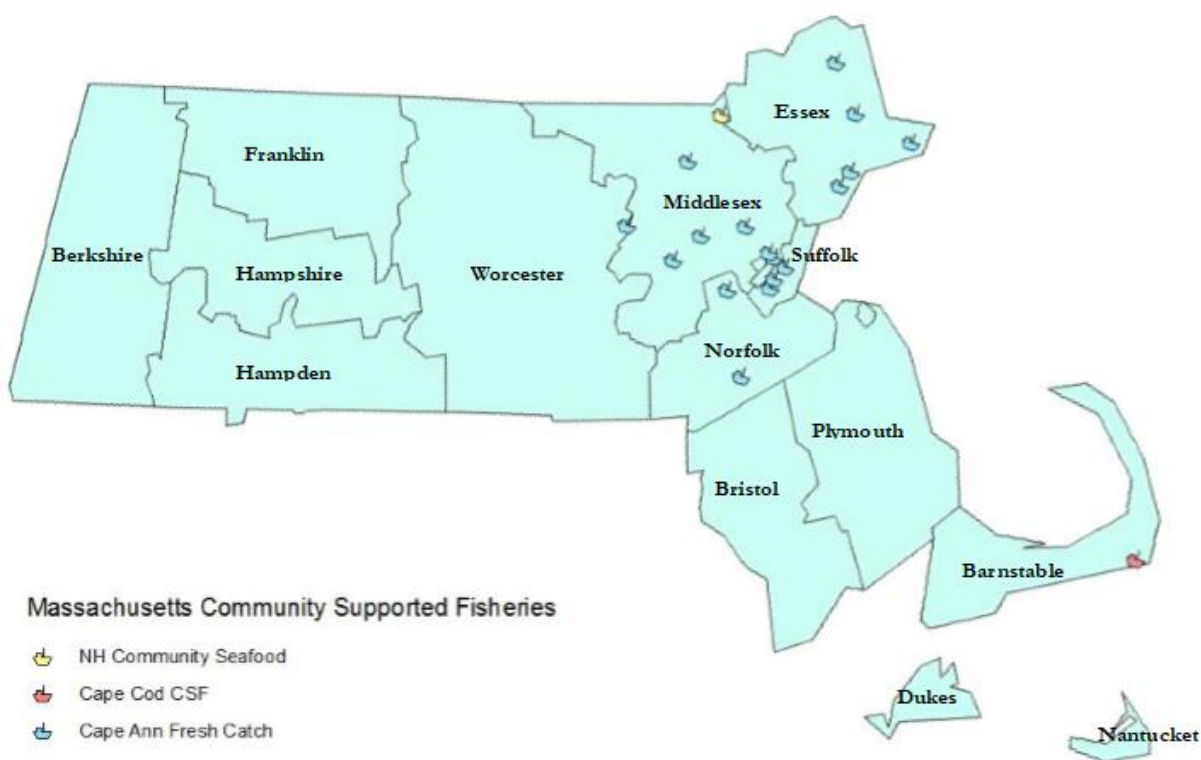 Essex
Franklin
Middlesex
Berkshire
Hampshire
Worcester
Suffolk
Norfolk
Hampden
Plymouth
Bristol
Barnstable
Massachusetts Community Supported Fisheries
NH Community Seafood
Cape Cod CSF
Cape Ann Fresh Catch
Dukes
Nantucket